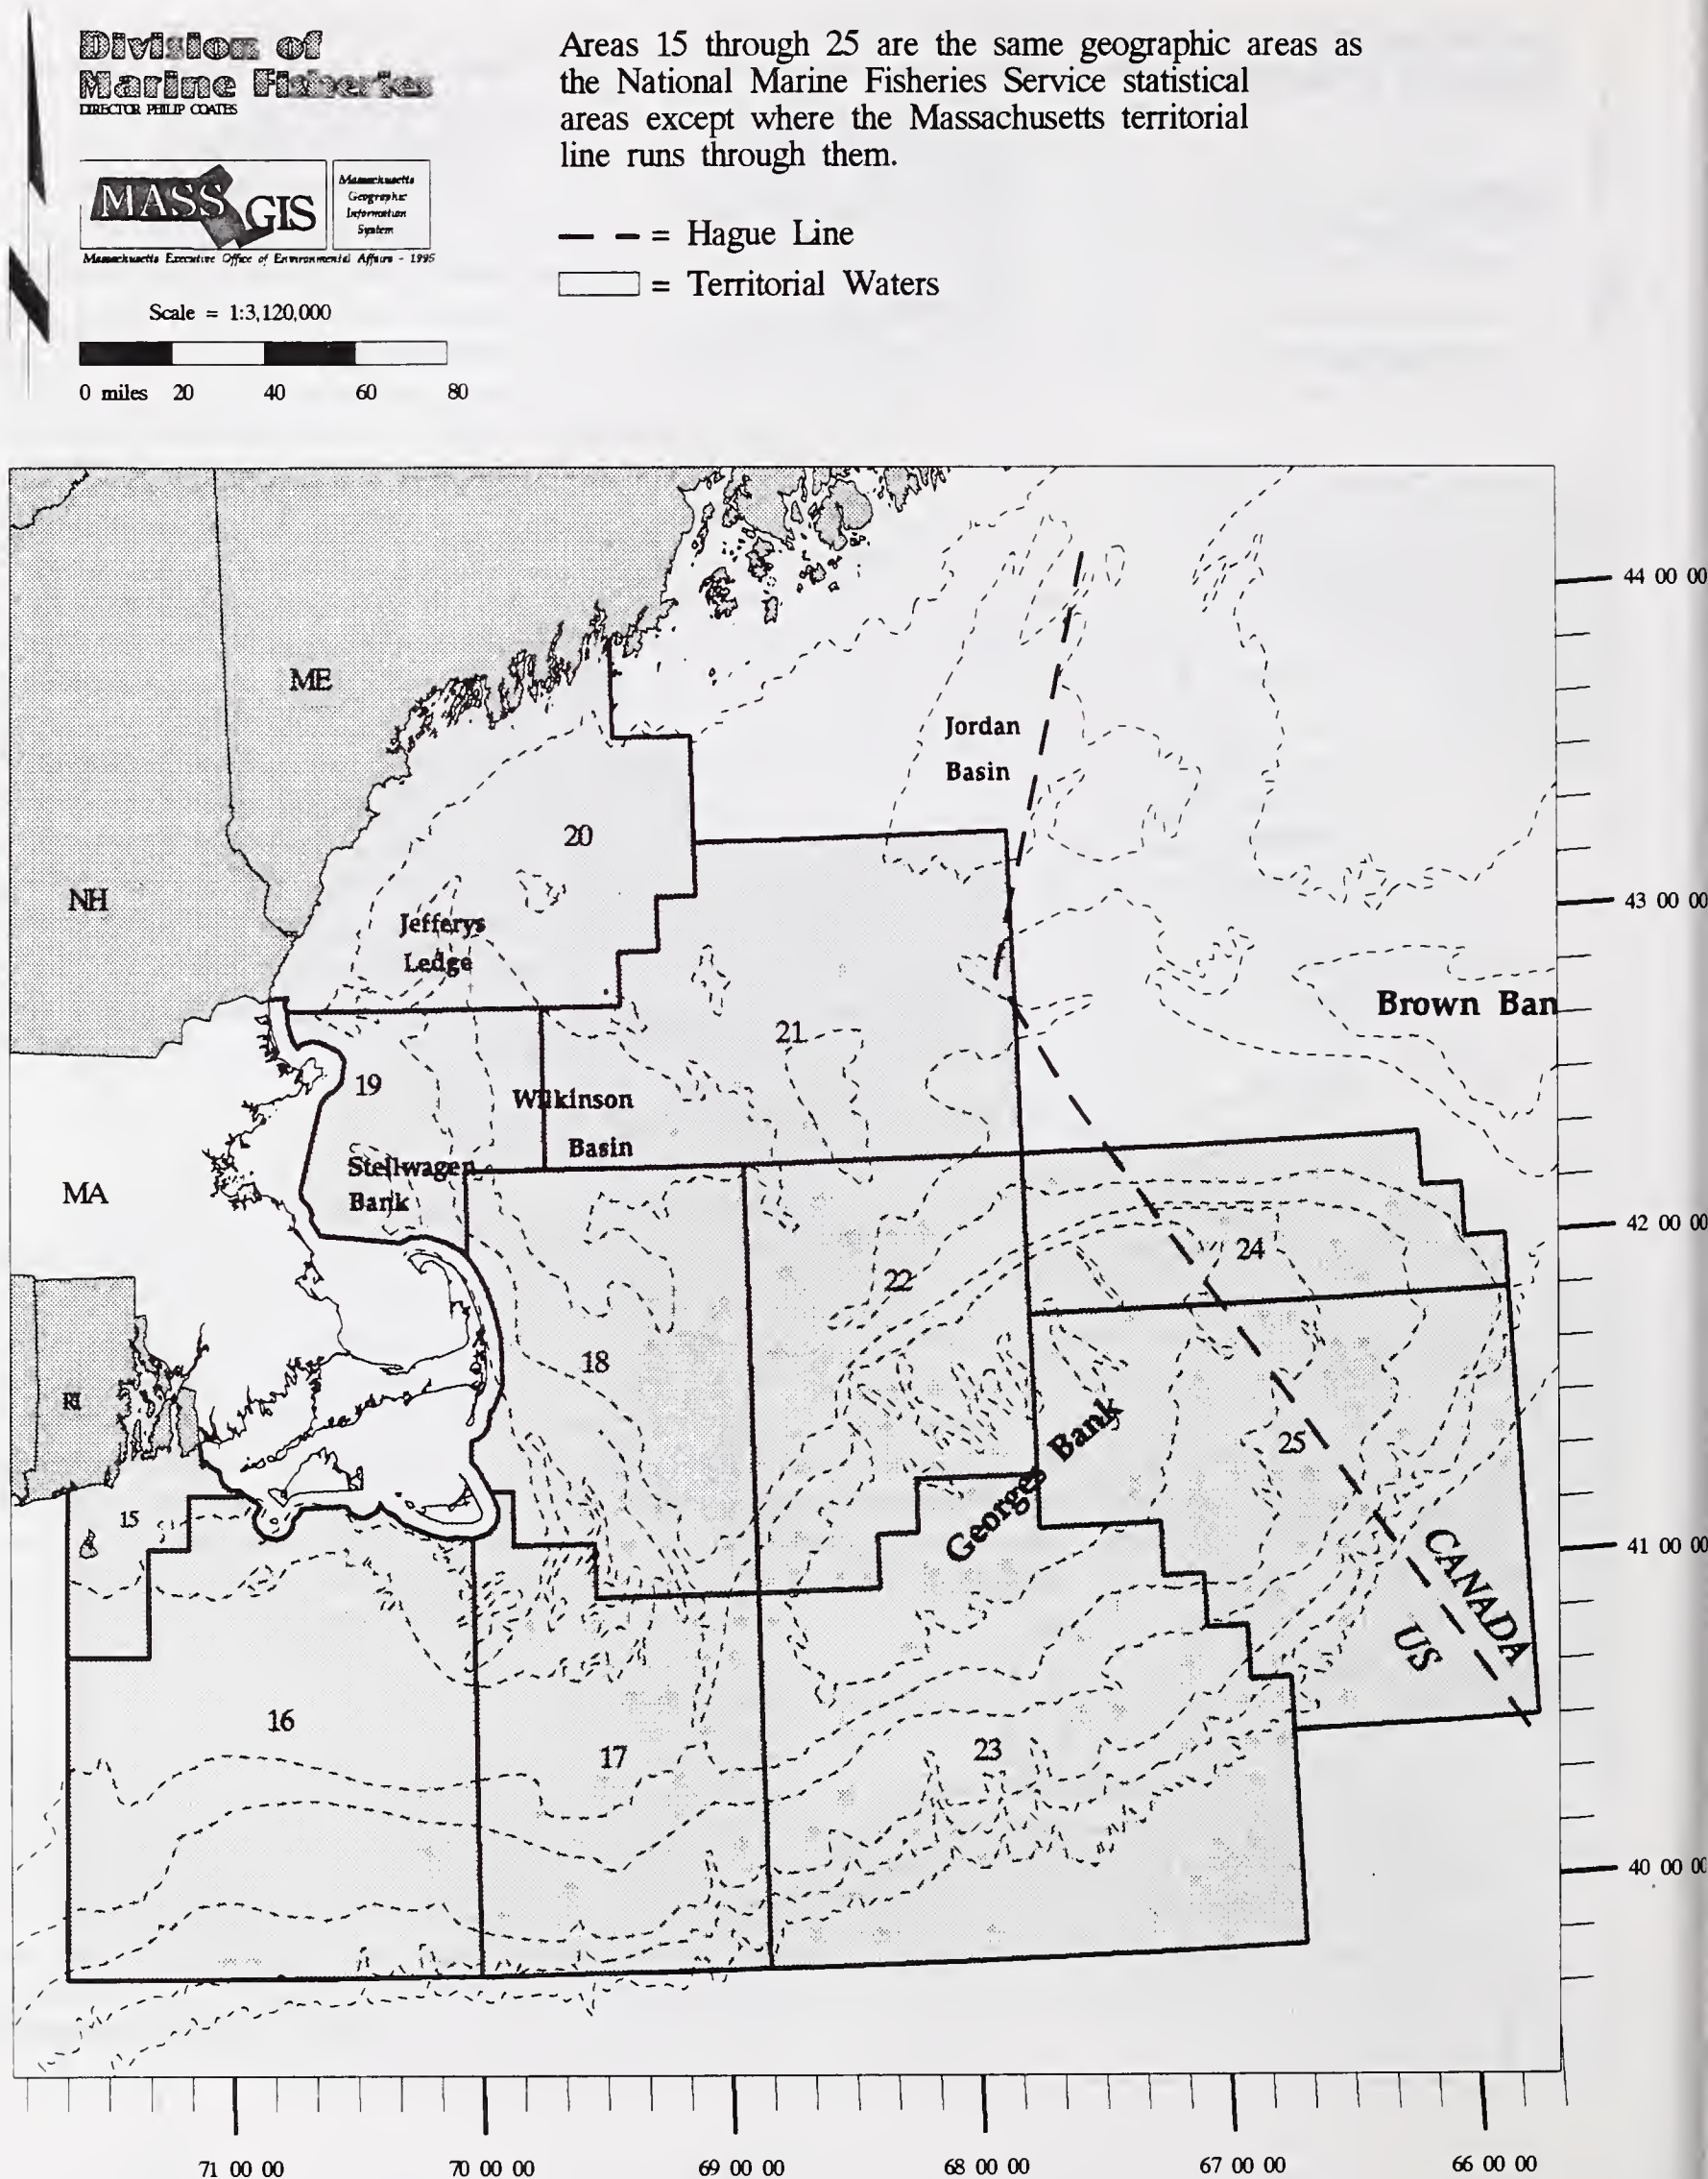 Division of
Marine Fisheries
DIRECTOR PHILIP COATES
MASS GIS
Massachusetts
Geographic
Information
System
Massachusetts Executive Office of Environmental Affairs - 1995
Scale = 1:3,120,000
0 miles 20 40 60 80
Areas 15 through 25 are the same geographic areas as
the National Marine Fisheries Service statistical
areas except where the Massachusetts territorial
line runs through them.
= Hague Line
= Territorial Waters
44 00 00
ME
Jordan
Basin
20
NH
43 00 00
Jefferys
Ledge
Brown Ban
21
19
Wilkinson
Basin
Stellwagen
Bank
MA
42 00 00
24
22
18
RI
Georges Bank
25
15
41 00 00
CANADA
US
16
17
23
40 00 00
71 00 00
70 00 00
69 00 00
68 00 00
67 00 00
66 00 00